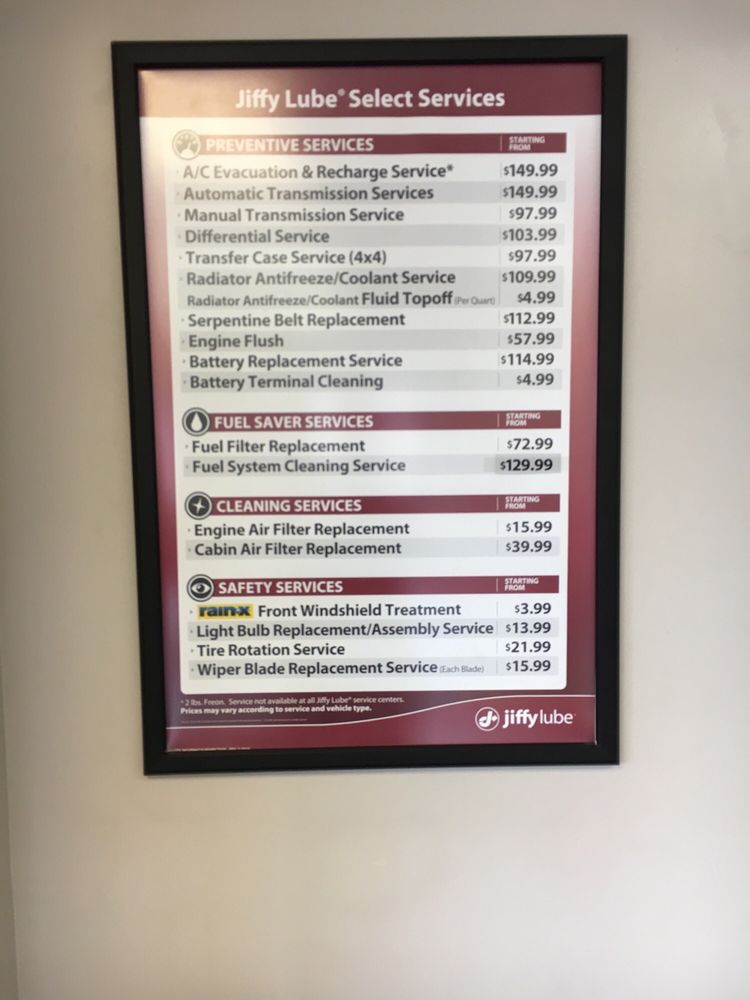 Jiffy Lube® Select Services
PREVENTIVE SERVICES STARTING FROM
· A/C Evacuation & Recharge Service* $149.99
· Automatic Transmission Services $149.99
· Manual Transmission Service $97.99
· Differential Service $103.99
· Transfer Case Service (4x4) $97.99
· Radiator Antifreeze/Coolant Service $109.99
Radiator Antifreeze/Coolant Fluid Topoff (Per Quart) $4.99
· Serpentine Belt Replacement $112.99
· Engine Flush $57.99
· Battery Replacement Service $114.99
· Battery Terminal Cleaning $4.99
FUEL SAVER SERVICES STARTING FROM
· Fuel Filter Replacement $72.99
· Fuel System Cleaning Service $129.99
CLEANING SERVICES STARTING FROM
· Engine Air Filter Replacement $15.99
· Cabin Air Filter Replacement $39.99
SAFETY SERVICES STARTING FROM
· rain-x Front Windshield Treatment $3.99
· Light Bulb Replacement/Assembly Service $13.99
· Tire Rotation Service $21.99
· Wiper Blade Replacement Service (Each Blade) $15.99
* 2 lbs. Freon. Service not available at all Jiffy Lube® service centers.
Prices may vary according to service and vehicle type.
jiffy lube